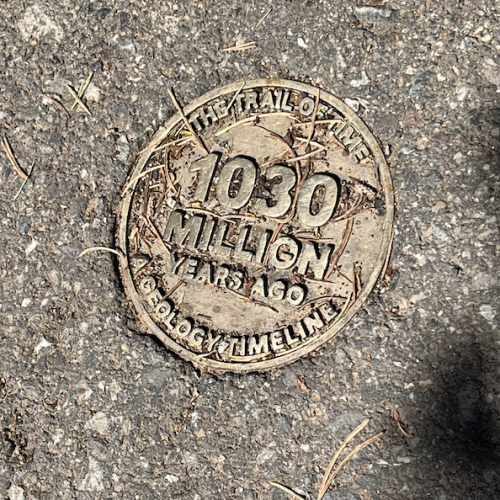 THE TRAIL OF TIME
1030
MILLION
YEARS AGO
GEOLOGY TIMELINE